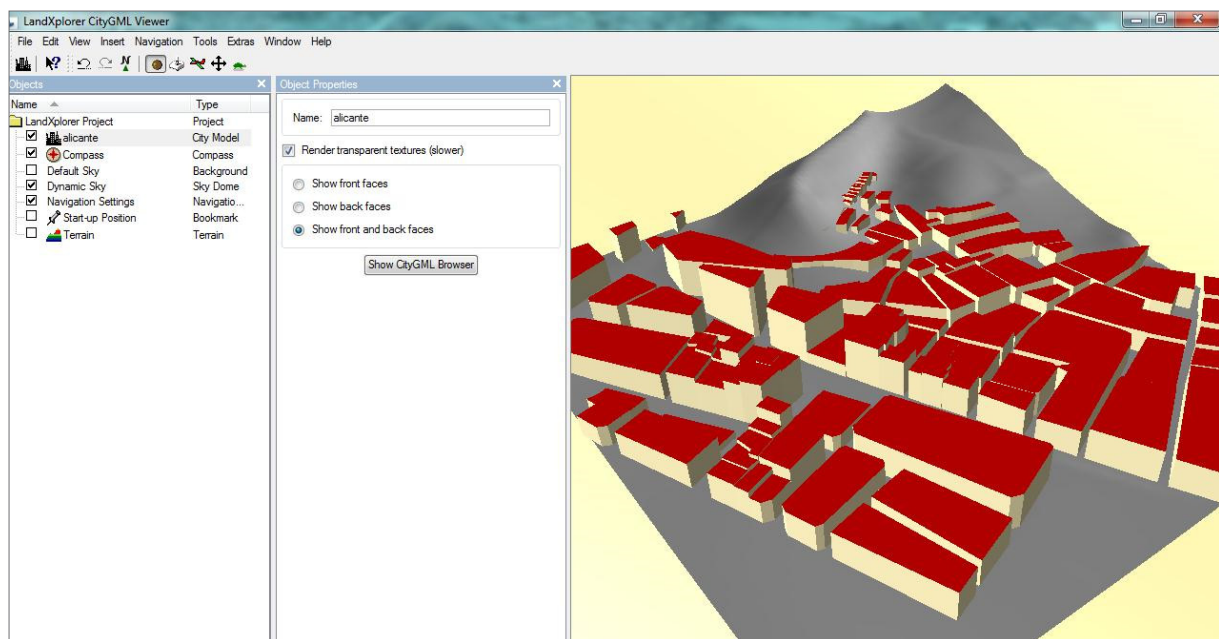 LandXplorer CityGML Viewer
File Edit View Insert Navigation Tools Extras Window Help
Objects
Name Type
LandXplorer Project Project
alicante City Model
Compass Compass
Default Sky Background
Dynamic Sky Sky Dome
Navigation Settings Navigatio...
Start-up Position Bookmark
Terrain Terrain
Object Properties
Name: alicante
Render transparent textures (slower)
Show front faces
Show back faces
Show front and back faces
Show CityGML Browser